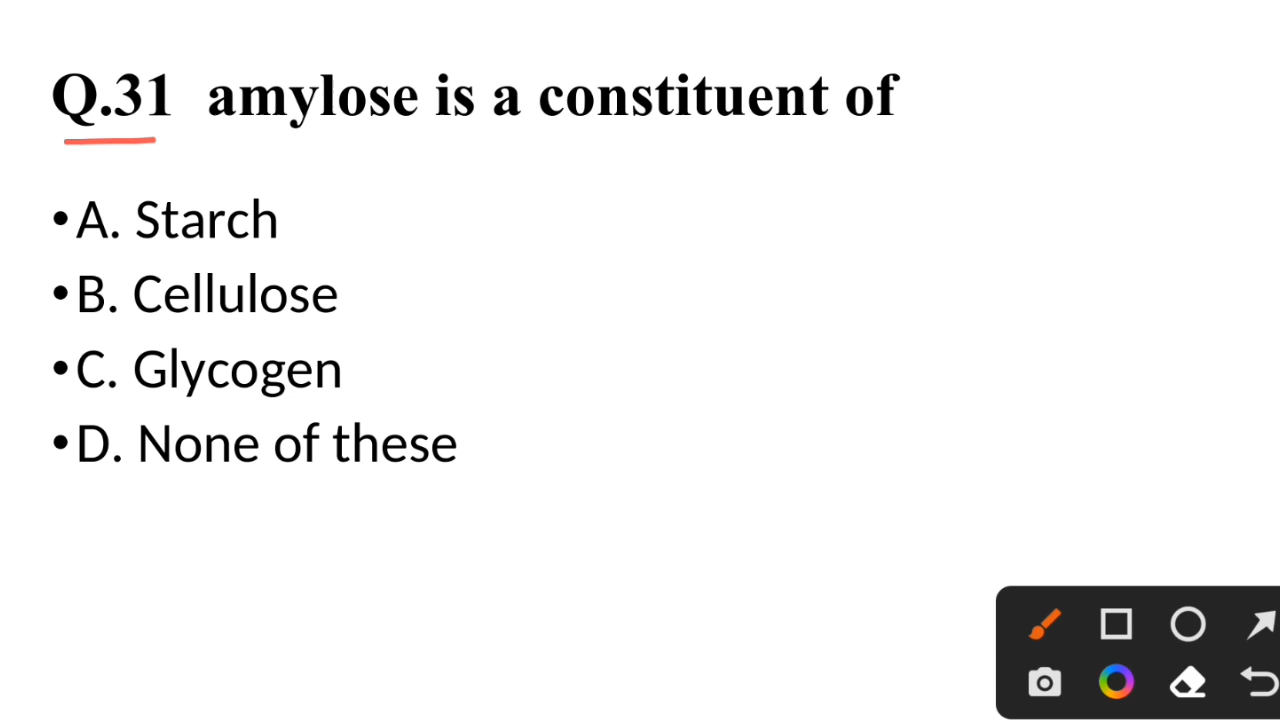 Q.31 amylose is a constituent of
•A. Starch
•B. Cellulose
•C. Glycogen
•D. None of these